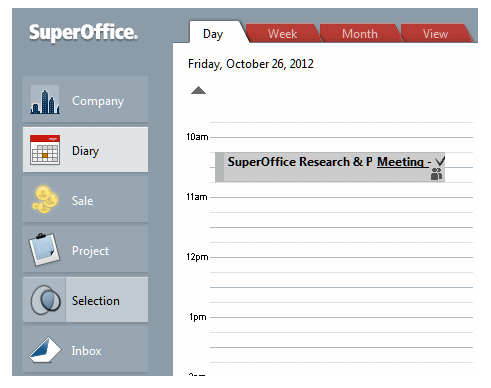 SuperOffice.
Company
Diary
Sale
Project
Selection
Inbox
Day
Week
Month
View
Friday, October 26, 2012
10am
SuperOffice Research & P Meeting -
11am
12pm
1pm